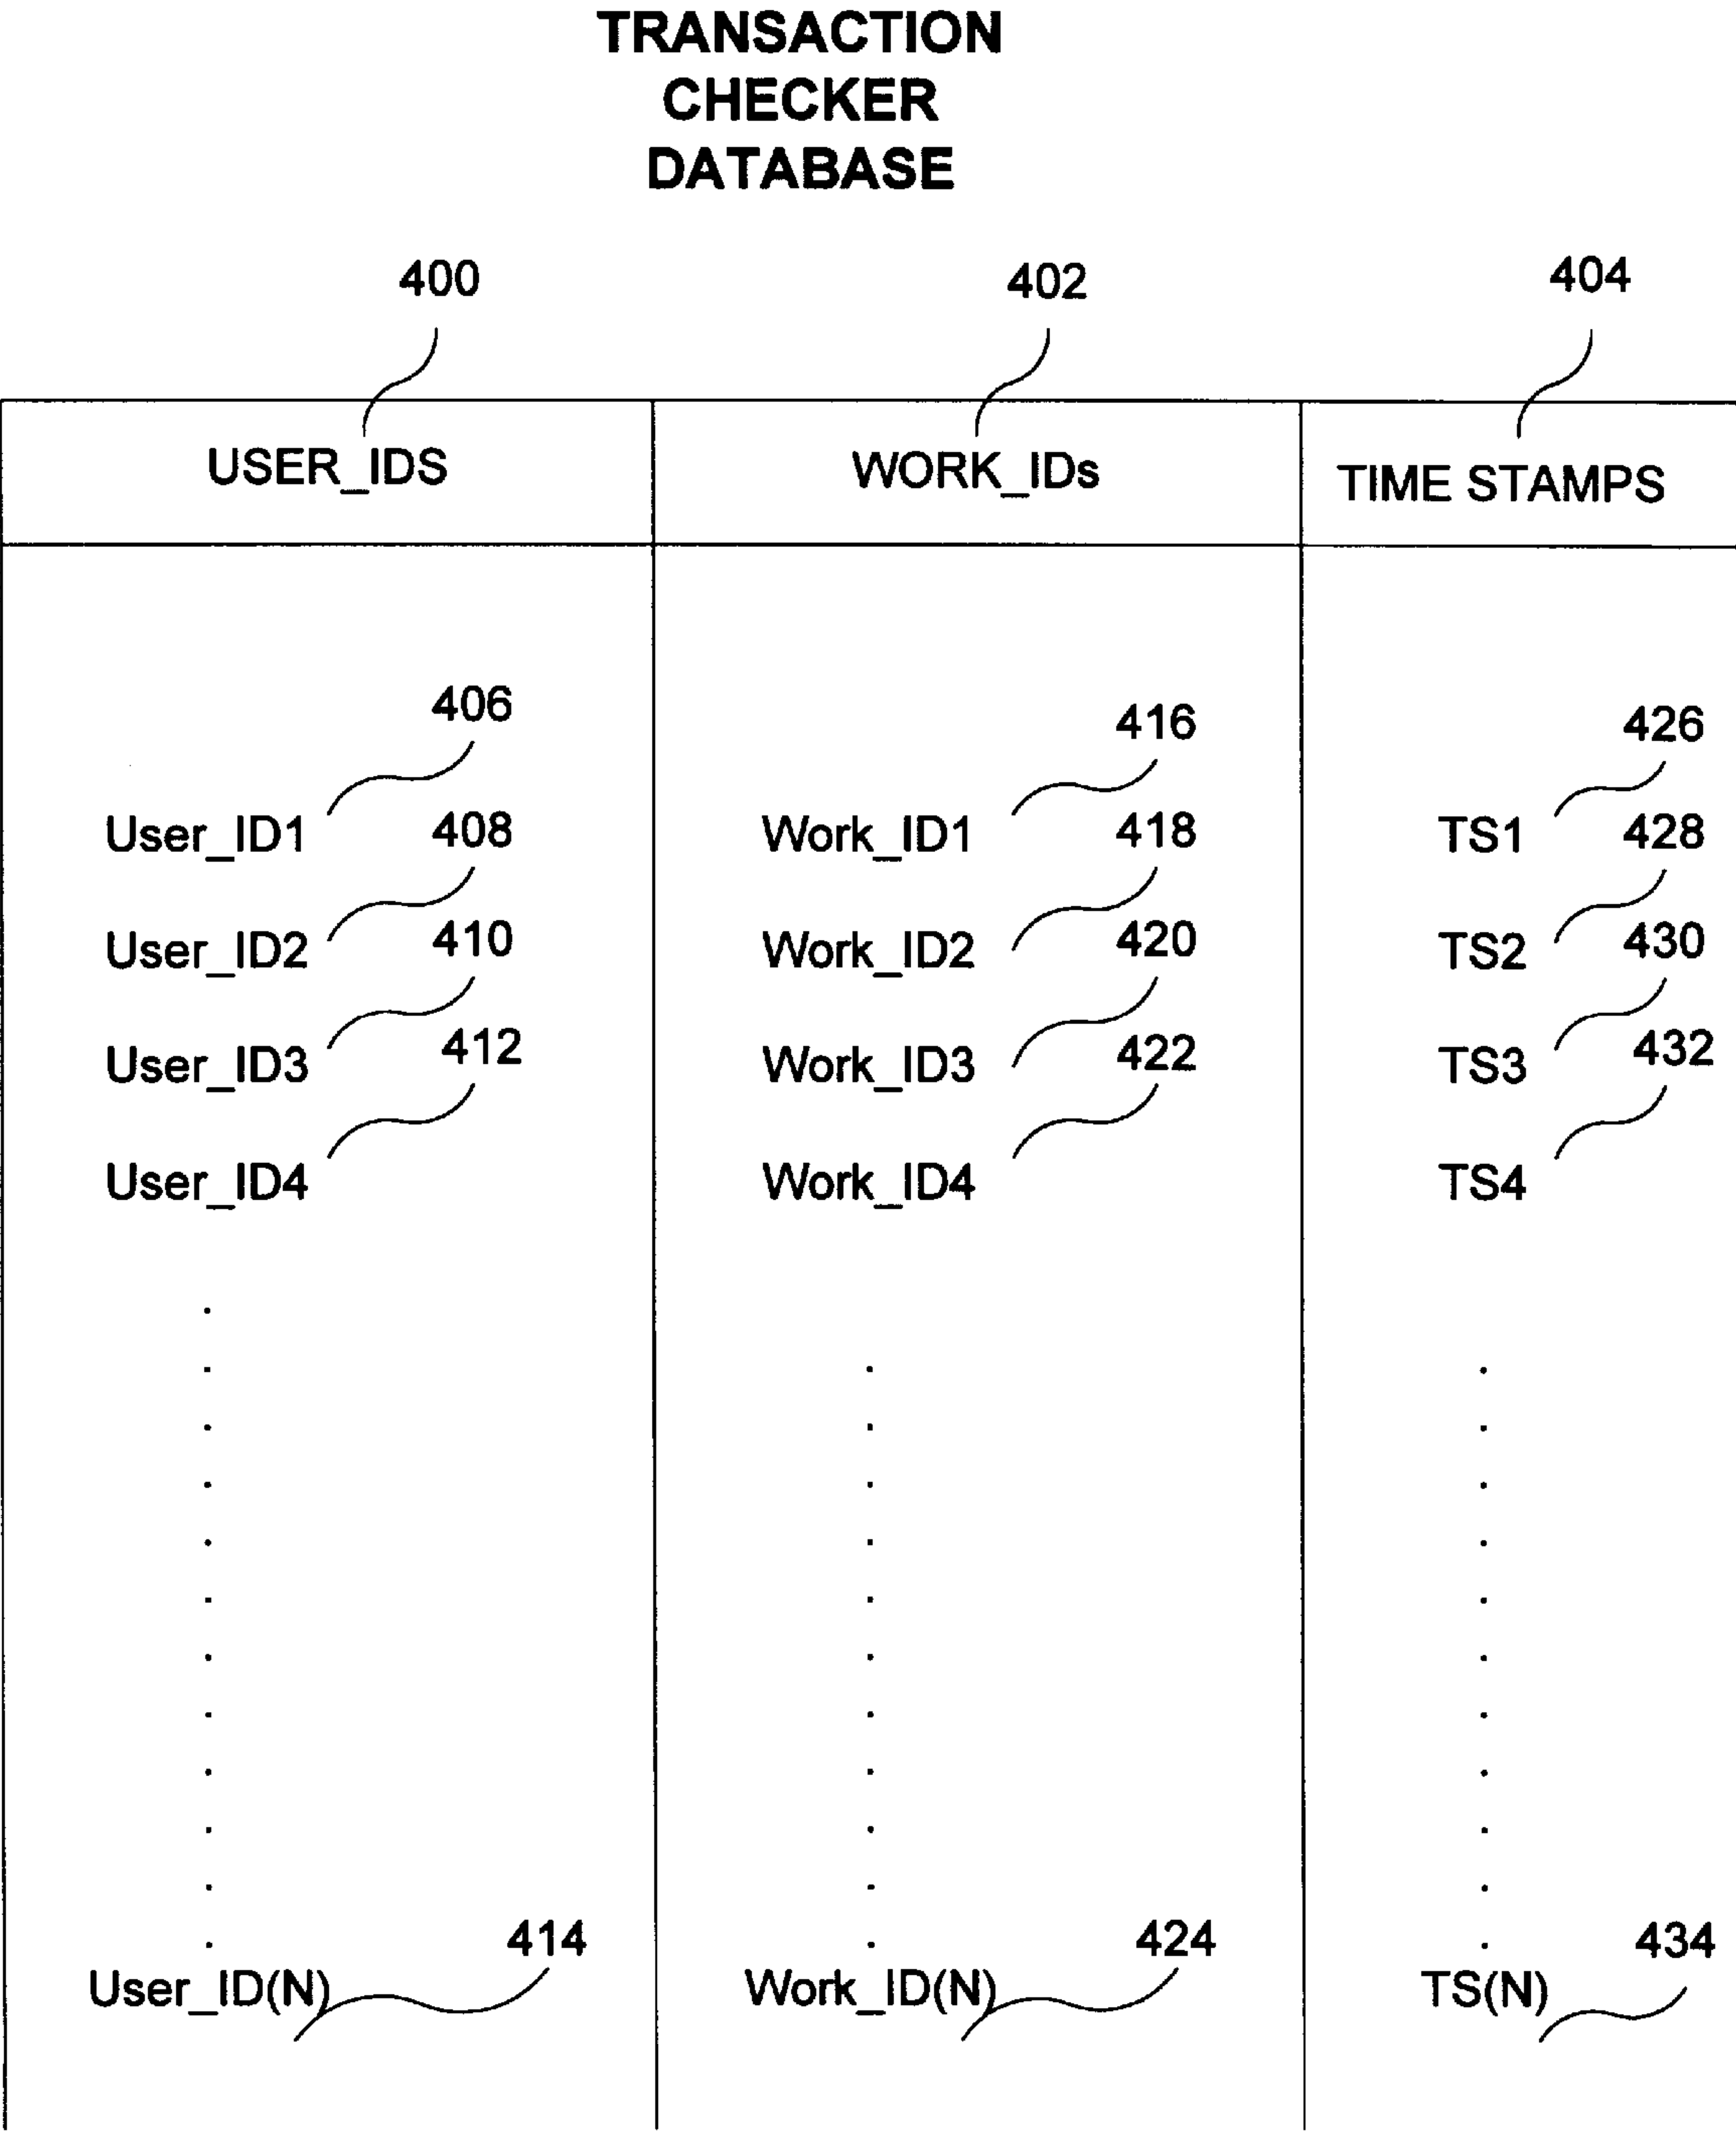 TRANSACTION
CHECKER
DATABASE
400 402 404
USER_IDS WORK_IDs TIME STAMPS
406 416 426
User_ID1 408 Work_ID1 418 TS1 428
User_ID2 410 Work_ID2 420 TS2 430
User_ID3 412 Work_ID3 422 TS3 432
User_ID4 Work_ID4 TS4
414 424 434
User_ID(N) Work_ID(N) TS(N)